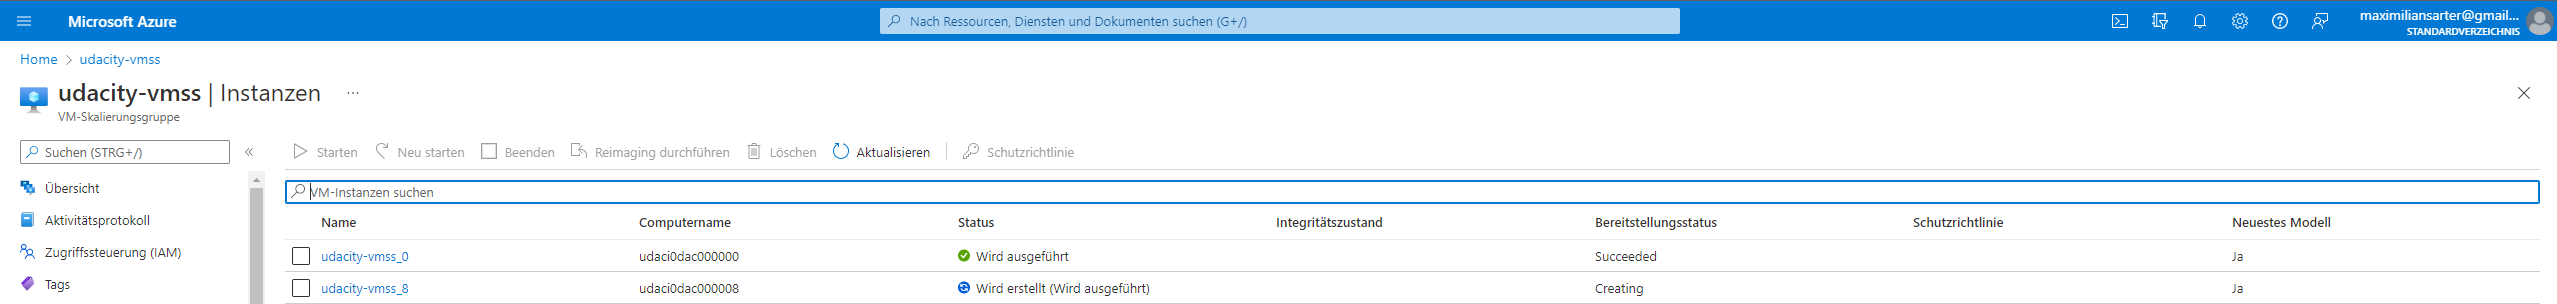 Microsoft Azure
Nach Ressourcen, Diensten und Dokumenten suchen (G+/)
maximiliansarter@gmail...
STANDARDVERZEICHNIS
Home > udacity-vmss
udacity-vmss | Instanzen ...
VM-Skalierungsgruppe
Suchen (STRG+/) «
Starten Neu starten Beenden Reimaging durchführen Löschen Aktualisieren Schutzrichtlinie
Übersicht
Aktivitätsprotokoll
Zugriffssteuerung (IAM)
Tags
VM-Instanzen suchen
Name Computername Status Integritätszustand Bereitstellungsstatus Schutzrichtlinie Neuestes Modell
udacity-vmss_0 udaci0dac000000 Wird ausgeführt Succeeded Ja
udacity-vmss_8 udaci0dac000008 Wird erstellt (Wird ausgeführt) Creating Ja